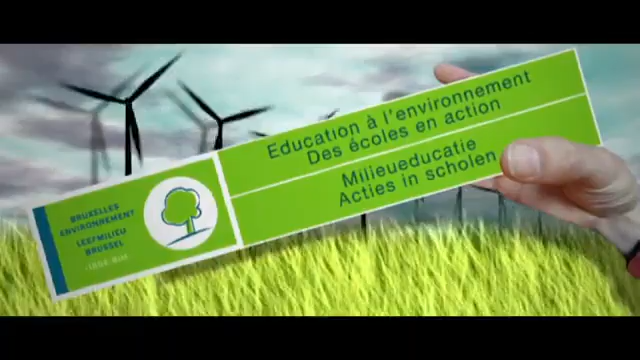 BRUXELLES
ENVIRONNEMENT
LEEFMILIEU
BRUSSEL
Education à l'environnement
Des écoles en action
Milieueducatie
Acties in scholen